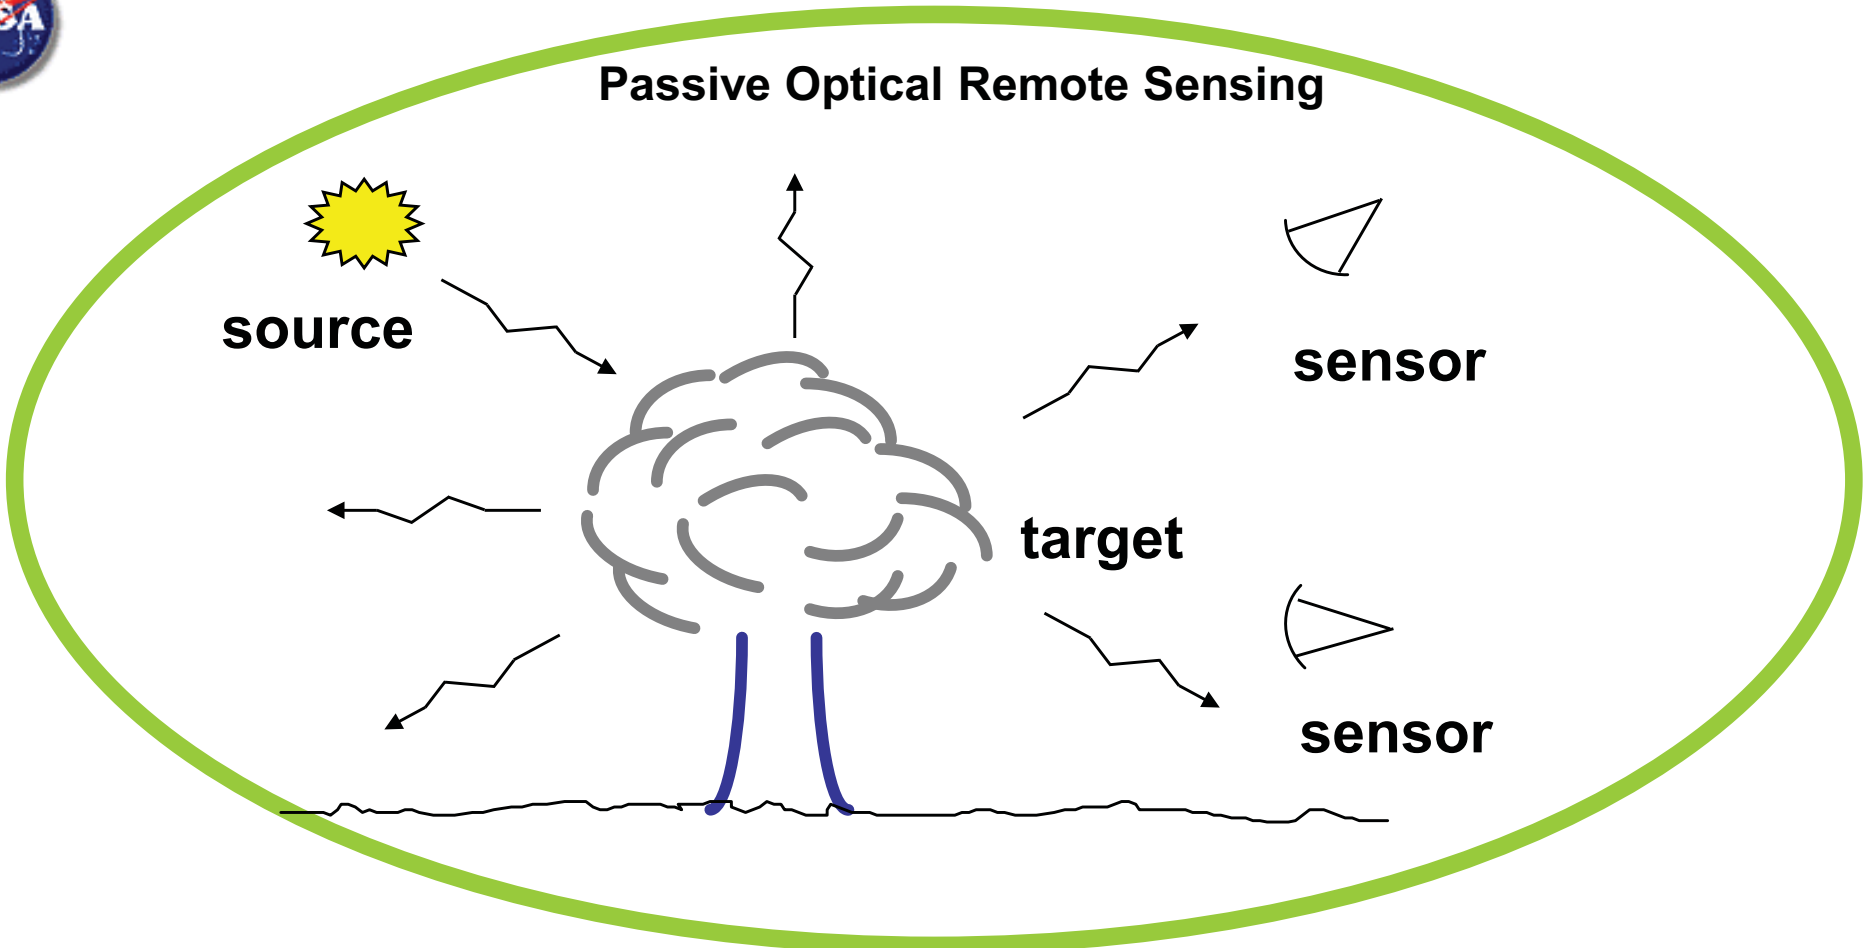 Passive Optical Remote Sensing
source
sensor
target
sensor